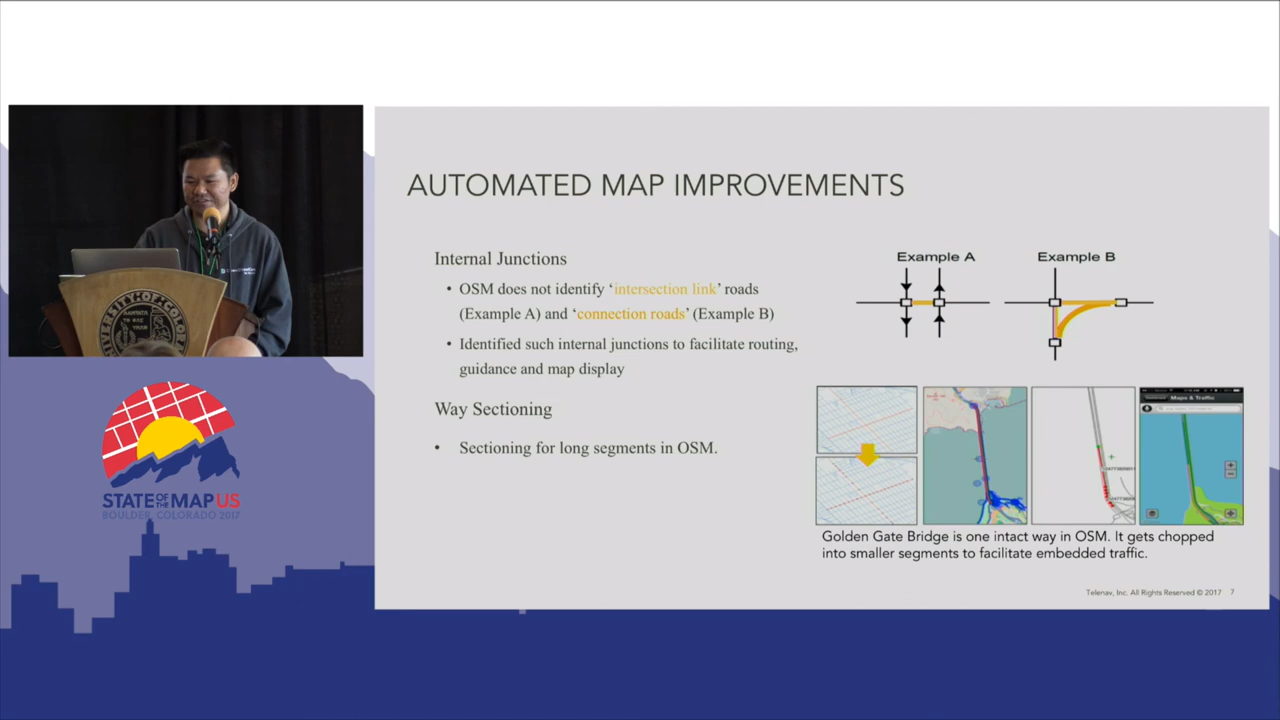 AUTOMATED MAP IMPROVEMENTS
Internal Junctions
• OSM does not identify ‘intersection link’ roads
(Example A) and ‘connection roads’ (Example B)
• Identified such internal junctions to facilitate routing,
guidance and map display
Way Sectioning
• Sectioning for long segments in OSM.
Example A
Example B
Maps & Traffic
Golden Gate Bridge is one intact way in OSM. It gets chopped
into smaller segments to facilitate embedded traffic.
Telenav, Inc. All Rights Reserved © 2017 7
UNIVERSITY·OF·COLO
STATE OF THE MAP US
BOULDER, COLORADO 2017